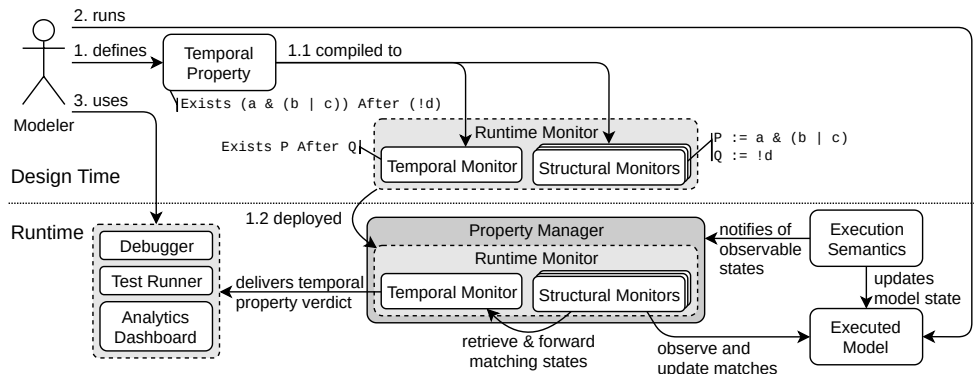 2. runs
1. defines
Temporal
Property
1.1 compiled to
3. uses
Exists (a & (b | c)) After (!d)
Modeler
Runtime Monitor
Exists P After Q
Temporal Monitor
Structural Monitors
P := a & (b | c)
Q := !d
Design Time
Runtime
1.2 deployed
Property Manager
Runtime Monitor
Temporal Monitor
Structural Monitors
notifies of
observable
states
Execution
Semantics
updates
model state
Debugger
Test Runner
Analytics
Dashboard
delivers temporal
property verdict
retrieve & forward
matching states
observe and
update matches
Executed
Model